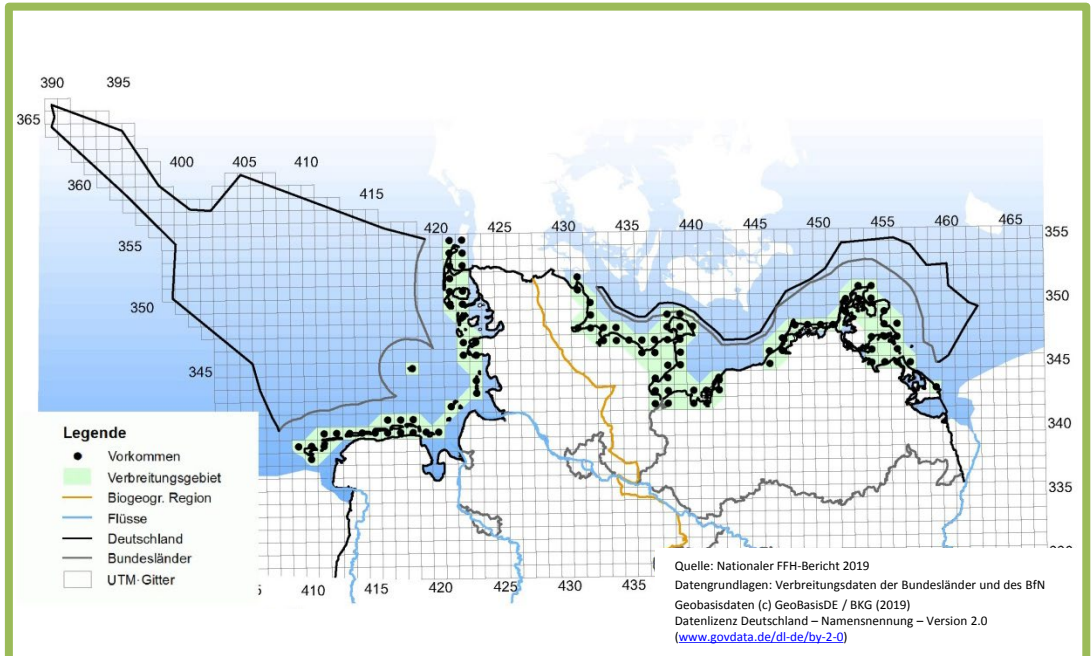 390 395
365
360 400 405 410
415
355 420 425 430 435 440 445 450 455 460 465
355
350
350
345
345
340
335
Legende
Vorkommen
Verbreitungsgebiet
Biogeogr. Region
Flüsse
Deutschland
Bundesländer
UTM-Gitter
410 415 420 425 430 435
Quelle: Nationaler FFH-Bericht 2019
Datengrundlagen: Verbreitungsdaten der Bundesländer und des BfN
Geobasisdaten (c) GeoBasisDE / BKG (2019)
Datenlizenz Deutschland – Namensnennung – Version 2.0
(www.govdata.de/dl-de/by-2-0)